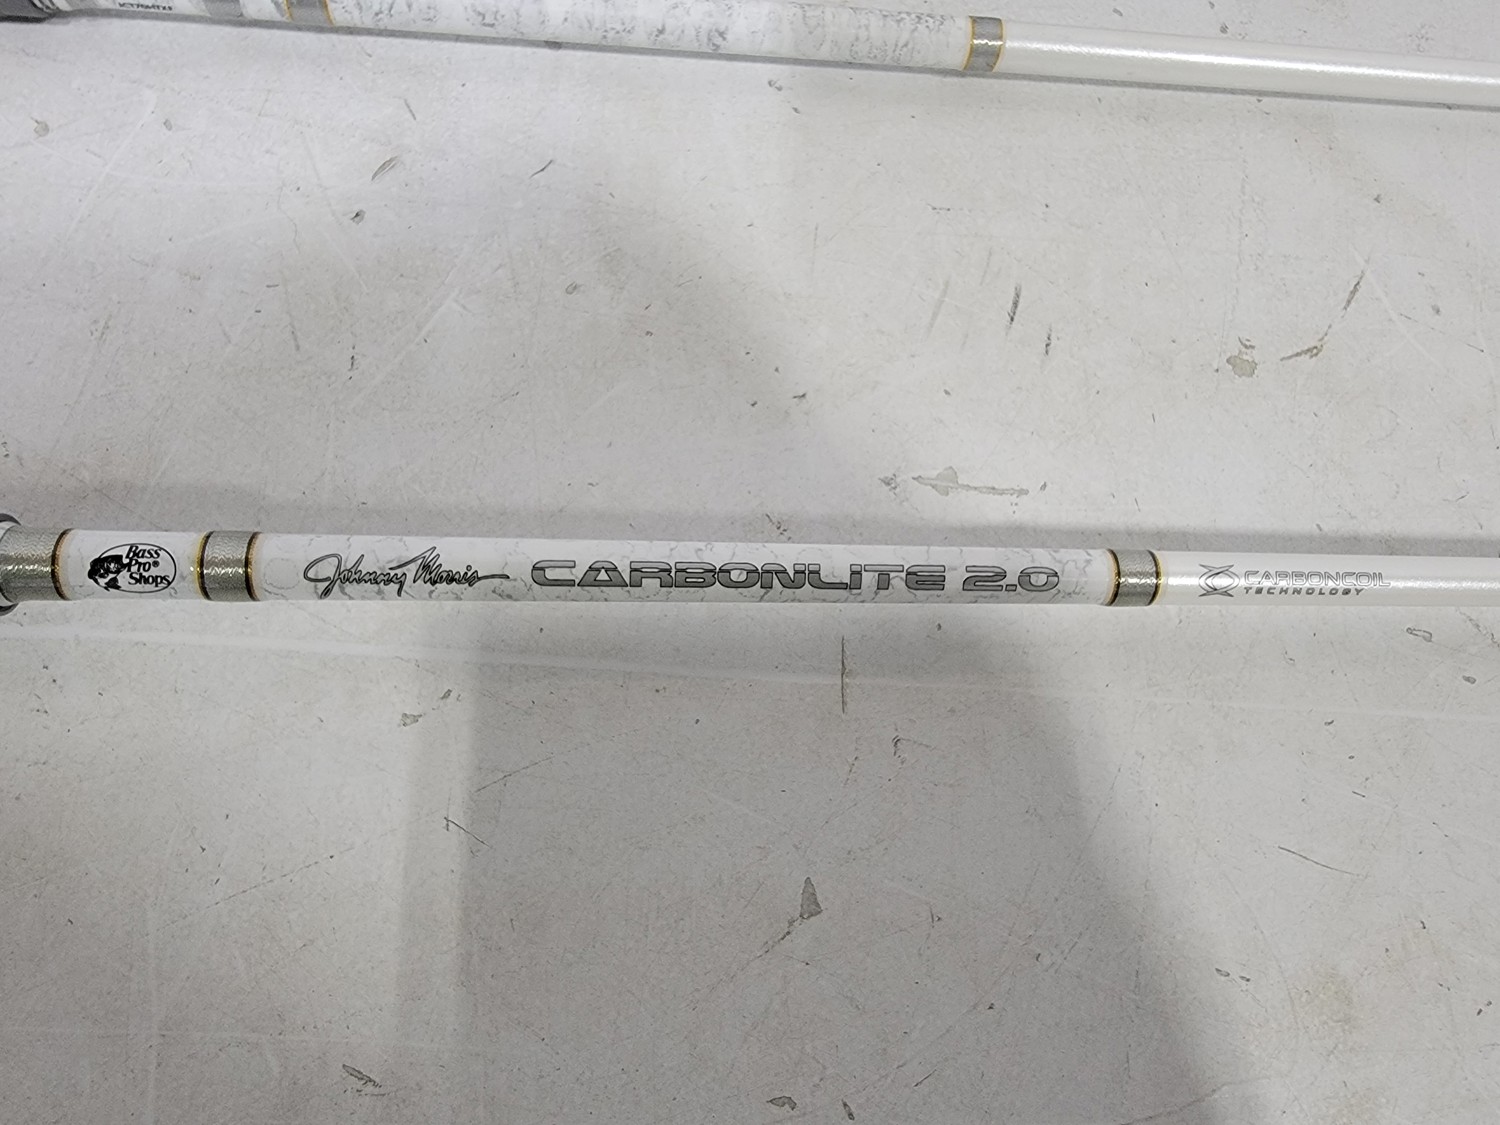 Bass
Pro®
Shops
Johnny Morris CARBONLITE 2.0
CARBONCOIL
TECHNOLOGY